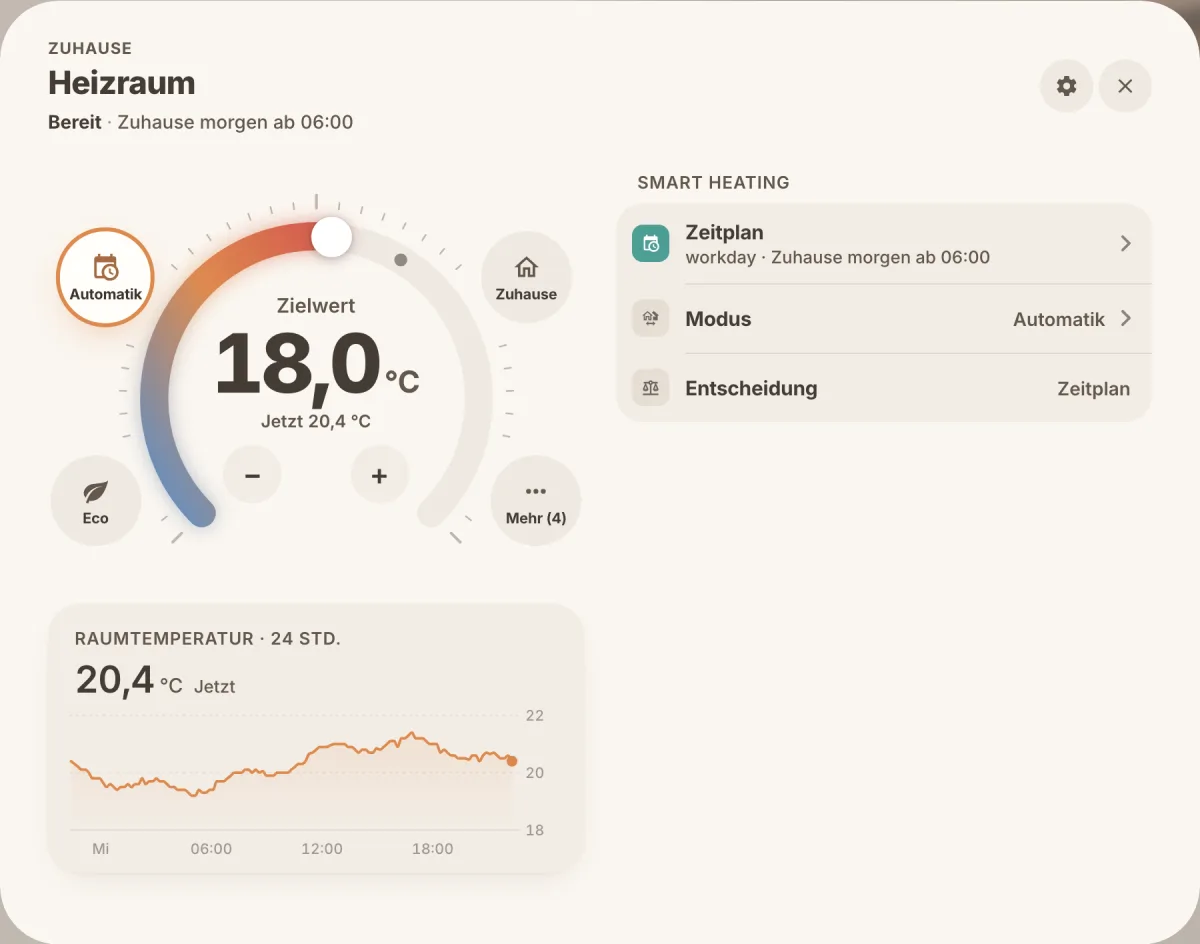 ZUHAUSE
Heizraum
Bereit · Zuhause morgen ab 06:00
Automatik
Zuhause
Zielwert
18,0 °C
Jetzt 20,4 °C
−
+
Eco
Mehr (4)
SMART HEATING
Zeitplan
workday · Zuhause morgen ab 06:00
Modus Automatik
Entscheidung Zeitplan
RAUMTEMPERATUR · 24 STD.
20,4 °C Jetzt
22
20
18
Mi 06:00 12:00 18:00